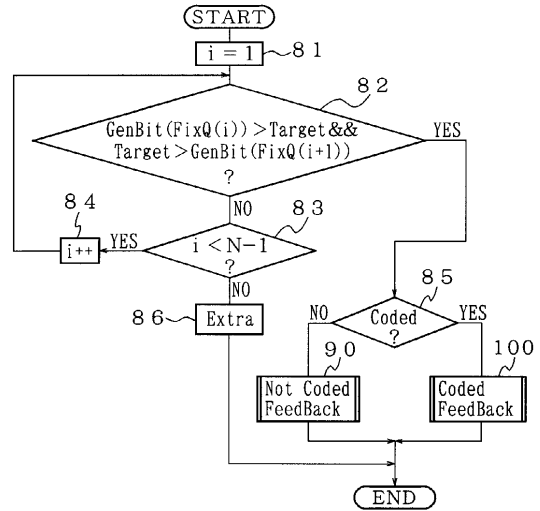 START
i = 1
81
82
GenBit(FixQ(i))>Target&&
Target>GenBit(FixQ(i+1))
?
YES
NO
84
83
i++
YES
i<N-1
?
NO
85
86
Extra
NO
Coded
?
YES
90
100
Not Coded
FeedBack
Coded
FeedBack
END